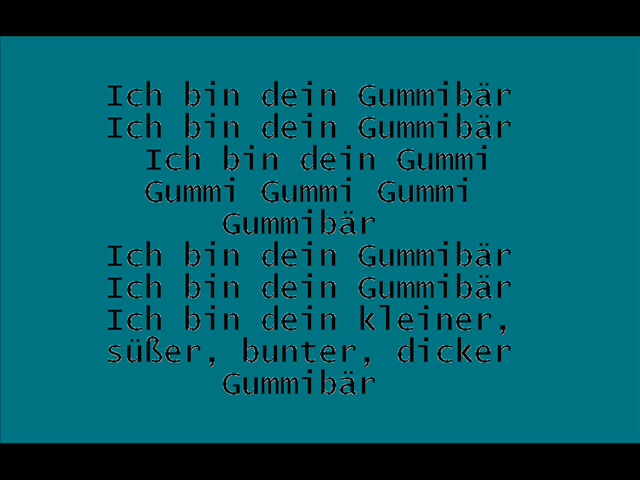 Ich bin dein Gummibär
Ich bin dein Gummibär
Ich bin dein Gummi
Gummi Gummi Gummi
Gummibär
Ich bin dein Gummibär
Ich bin dein Gummibär
Ich bin dein kleiner,
süßer, bunter, dicker
Gummibär